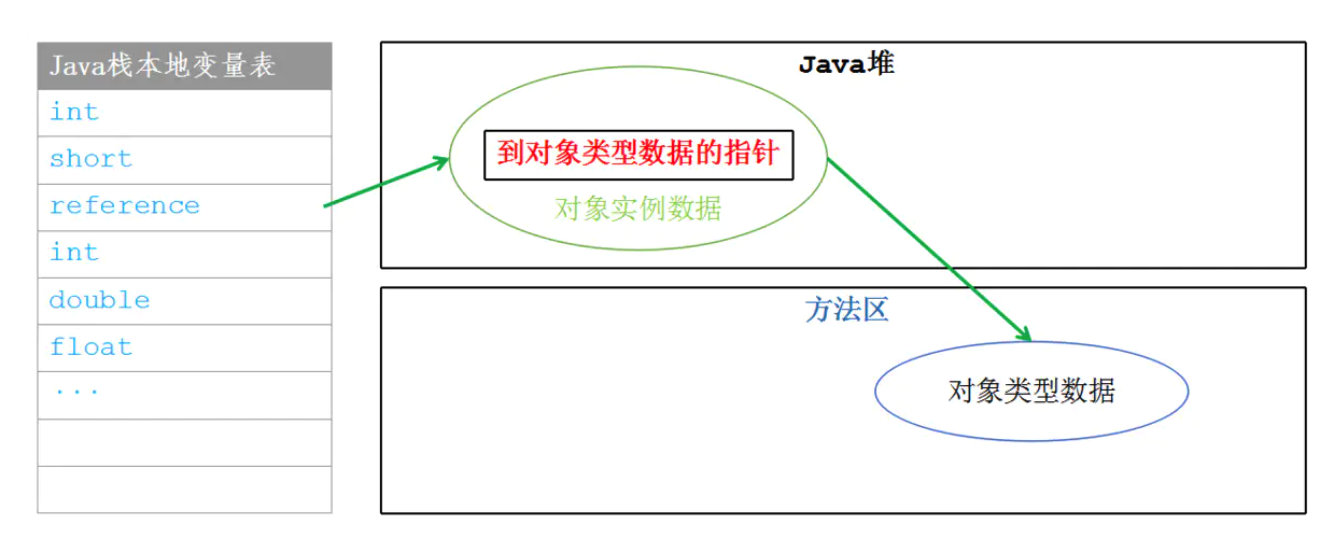 Java栈本地变量表
int
short
reference
int
double
float
...
Java堆
到对象类型数据的指针
对象实例数据
方法区
对象类型数据